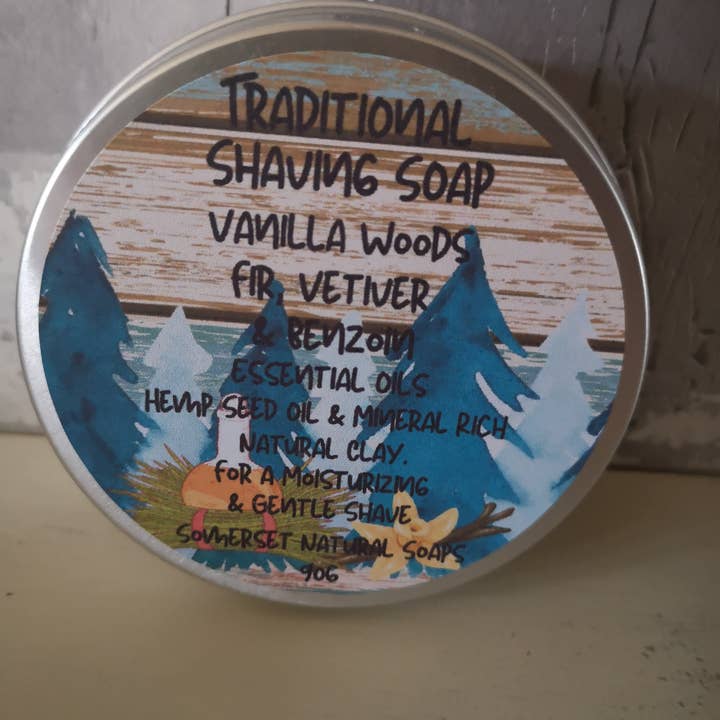 TRADITIONAL
SHAVING SOAP
VANILLA WOODS
FIR, VETIVER
& BENZOIN
ESSENTIAL OILS
HEMP SEED OIL & MINERAL RICH
NATURAL CLAY.
FOR A MOISTURIZING
& GENTLE SHAVE
SOMERSET NATURAL SOAPS
90G